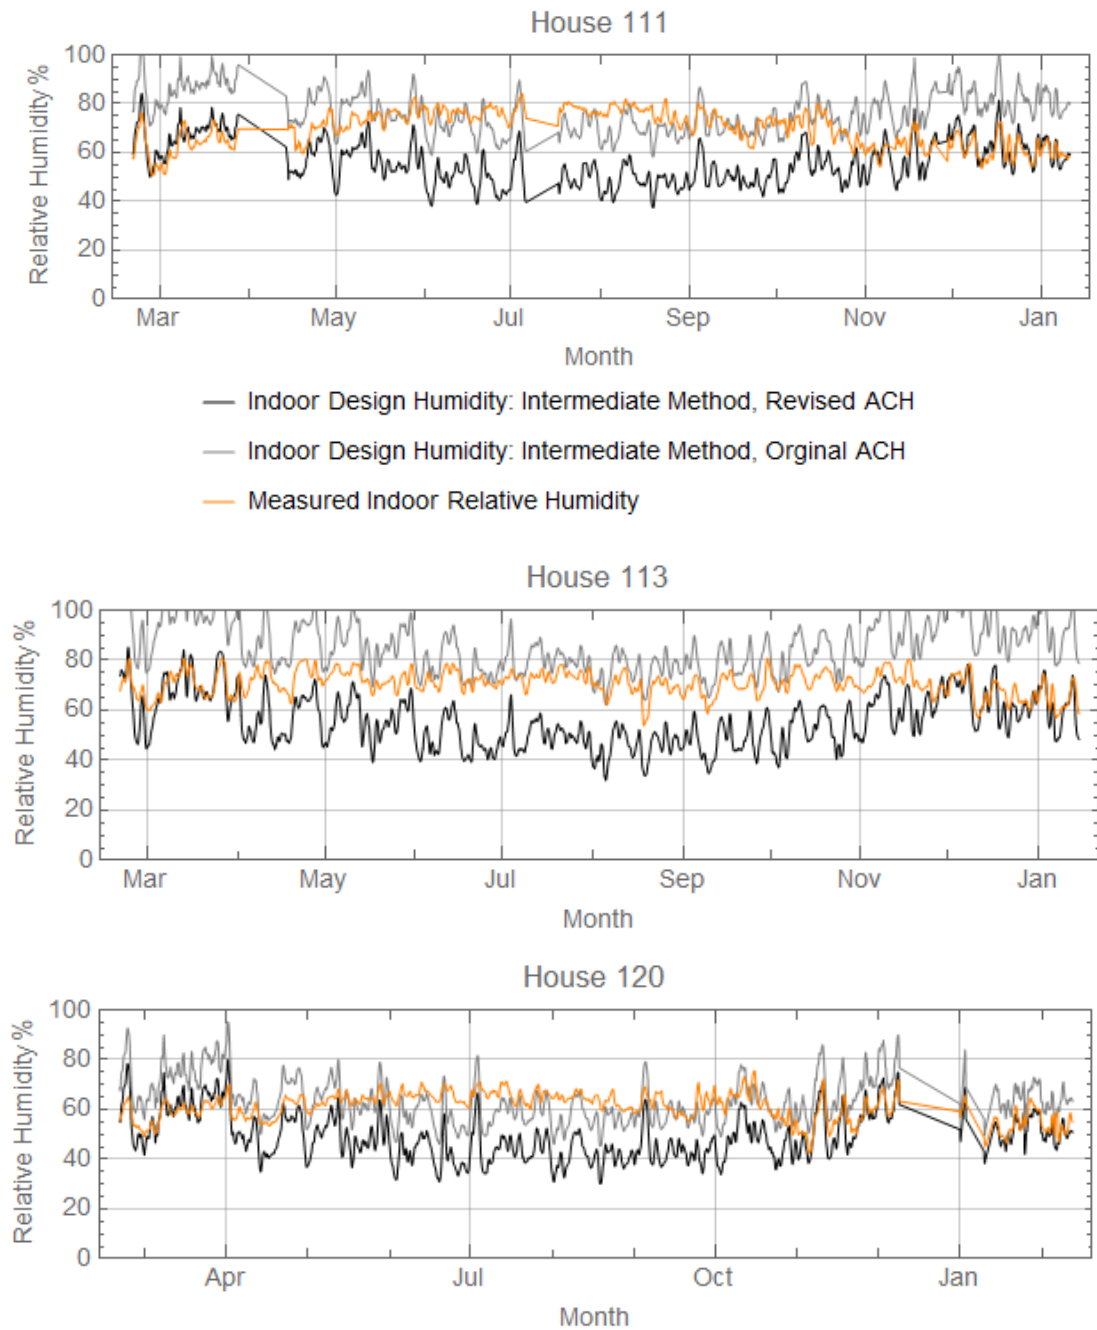 House 111
Relative Humidity %
100
80
60
40
20
0
Mar May Jul Sep Nov Jan
Month
Indoor Design Humidity: Intermediate Method, Revised ACH
Indoor Design Humidity: Intermediate Method, Orginal ACH
Measured Indoor Relative Humidity
House 113
Relative Humidity %
100
80
60
40
20
0
Mar May Jul Sep Nov Jan
Month
House 120
Relative Humidity %
100
80
60
40
20
0
Apr Jul Oct Jan
Month